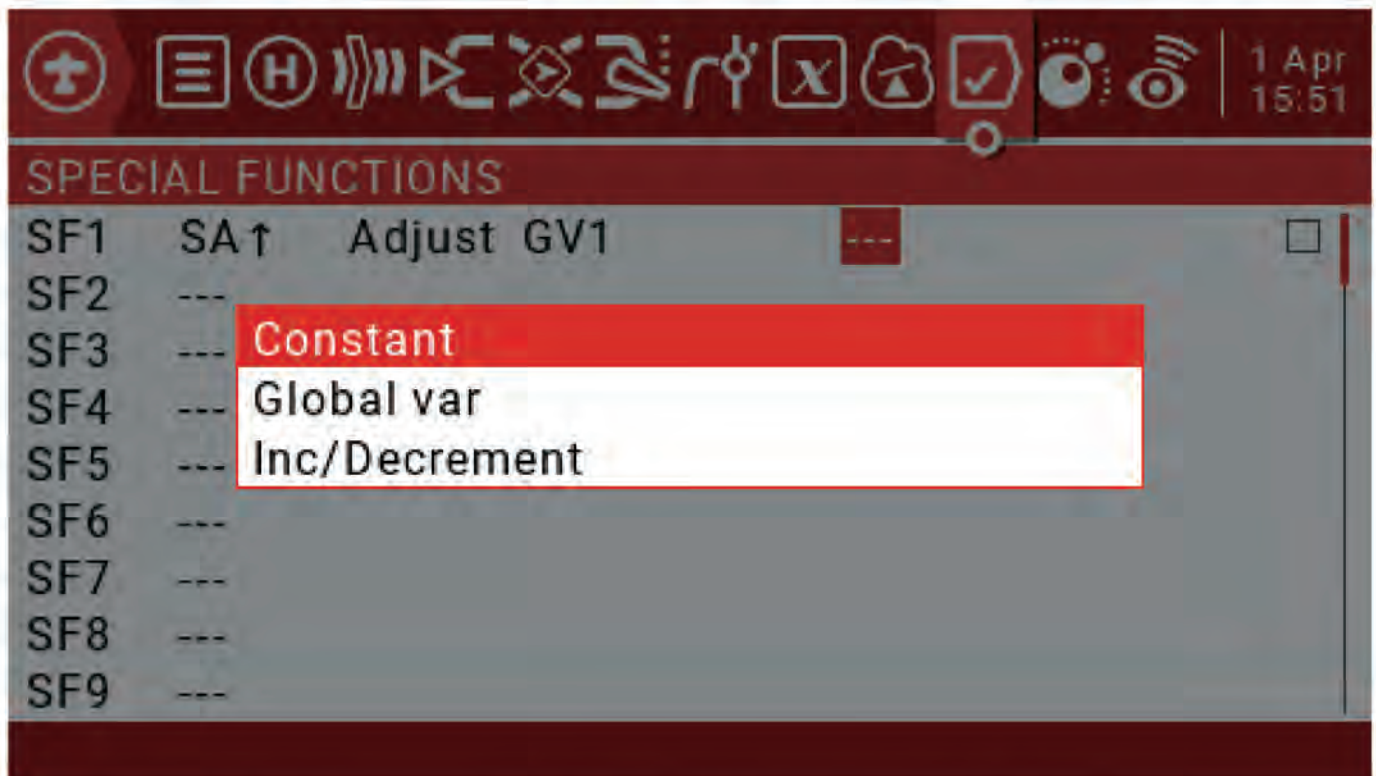 H x 1 Apr
15:51
SPECIAL FUNCTIONS
SF1 SA↑ Adjust GV1 ---
SF2 ---
SF3 --- Constant
SF4 --- Global var
SF5 --- Inc/Decrement
SF6 ---
SF7 ---
SF8 ---
SF9 ---